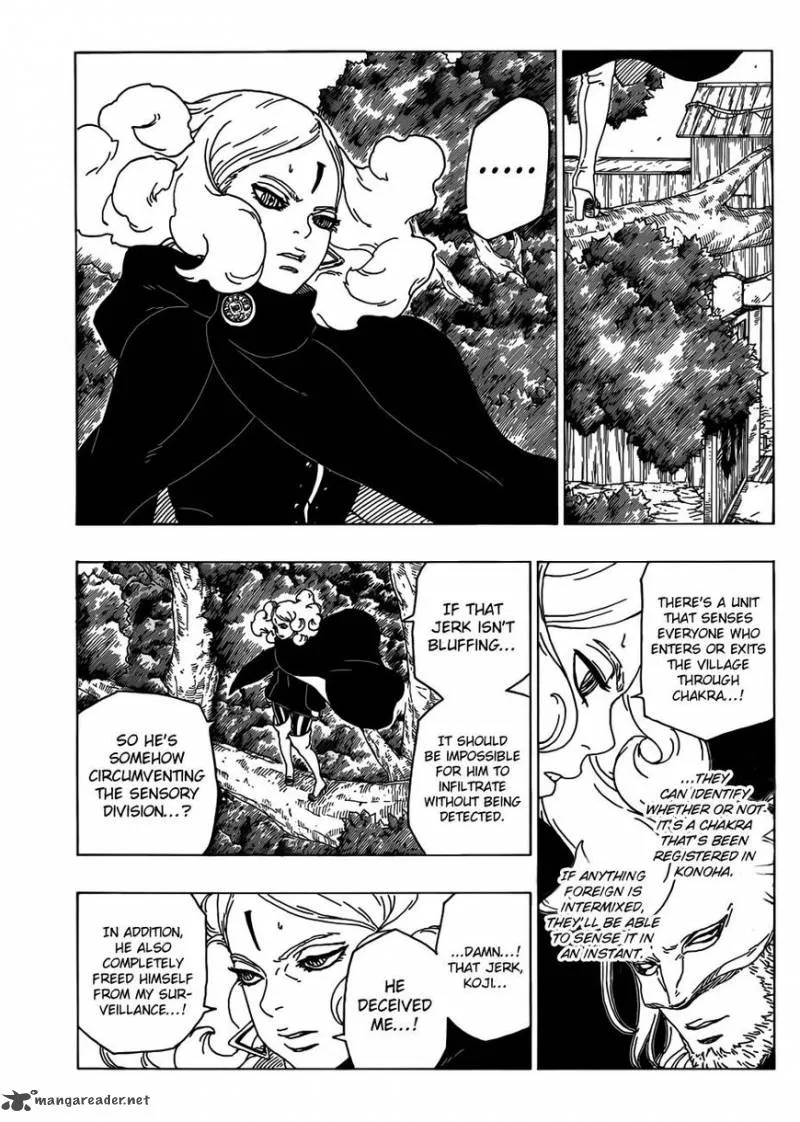 ......
THERE'S A UNIT
THAT SENSES
EVERYONE WHO
ENTERS OR EXITS
THE VILLAGE
THROUGH
CHAKRA...!
...THEY
CAN IDENTIFY
WHETHER OR NOT
IT'S A CHAKRA
THAT'S BEEN
REGISTERED IN
KONOHA.
IF ANYTHING
FOREIGN IS
INTERMIXED,
THEY'LL BE ABLE
TO SENSE IT IN
AN INSTANT.
IF THAT
JERK ISN'T
BLUFFING...
IT SHOULD
BE IMPOSSIBLE
FOR HIM TO
INFILTRATE
WITHOUT BEING
DETECTED.
SO HE'S
SOMEHOW
CIRCUMVENTING
THE SENSORY
DIVISION...?
...DAMN...!
THAT JERK,
KOJI...
HE
DECEIVED
ME...!
IN ADDITION,
HE ALSO
COMPLETELY
FREED HIMSELF
FROM MY SUR-
VEILLANCE...!
mangareader.net